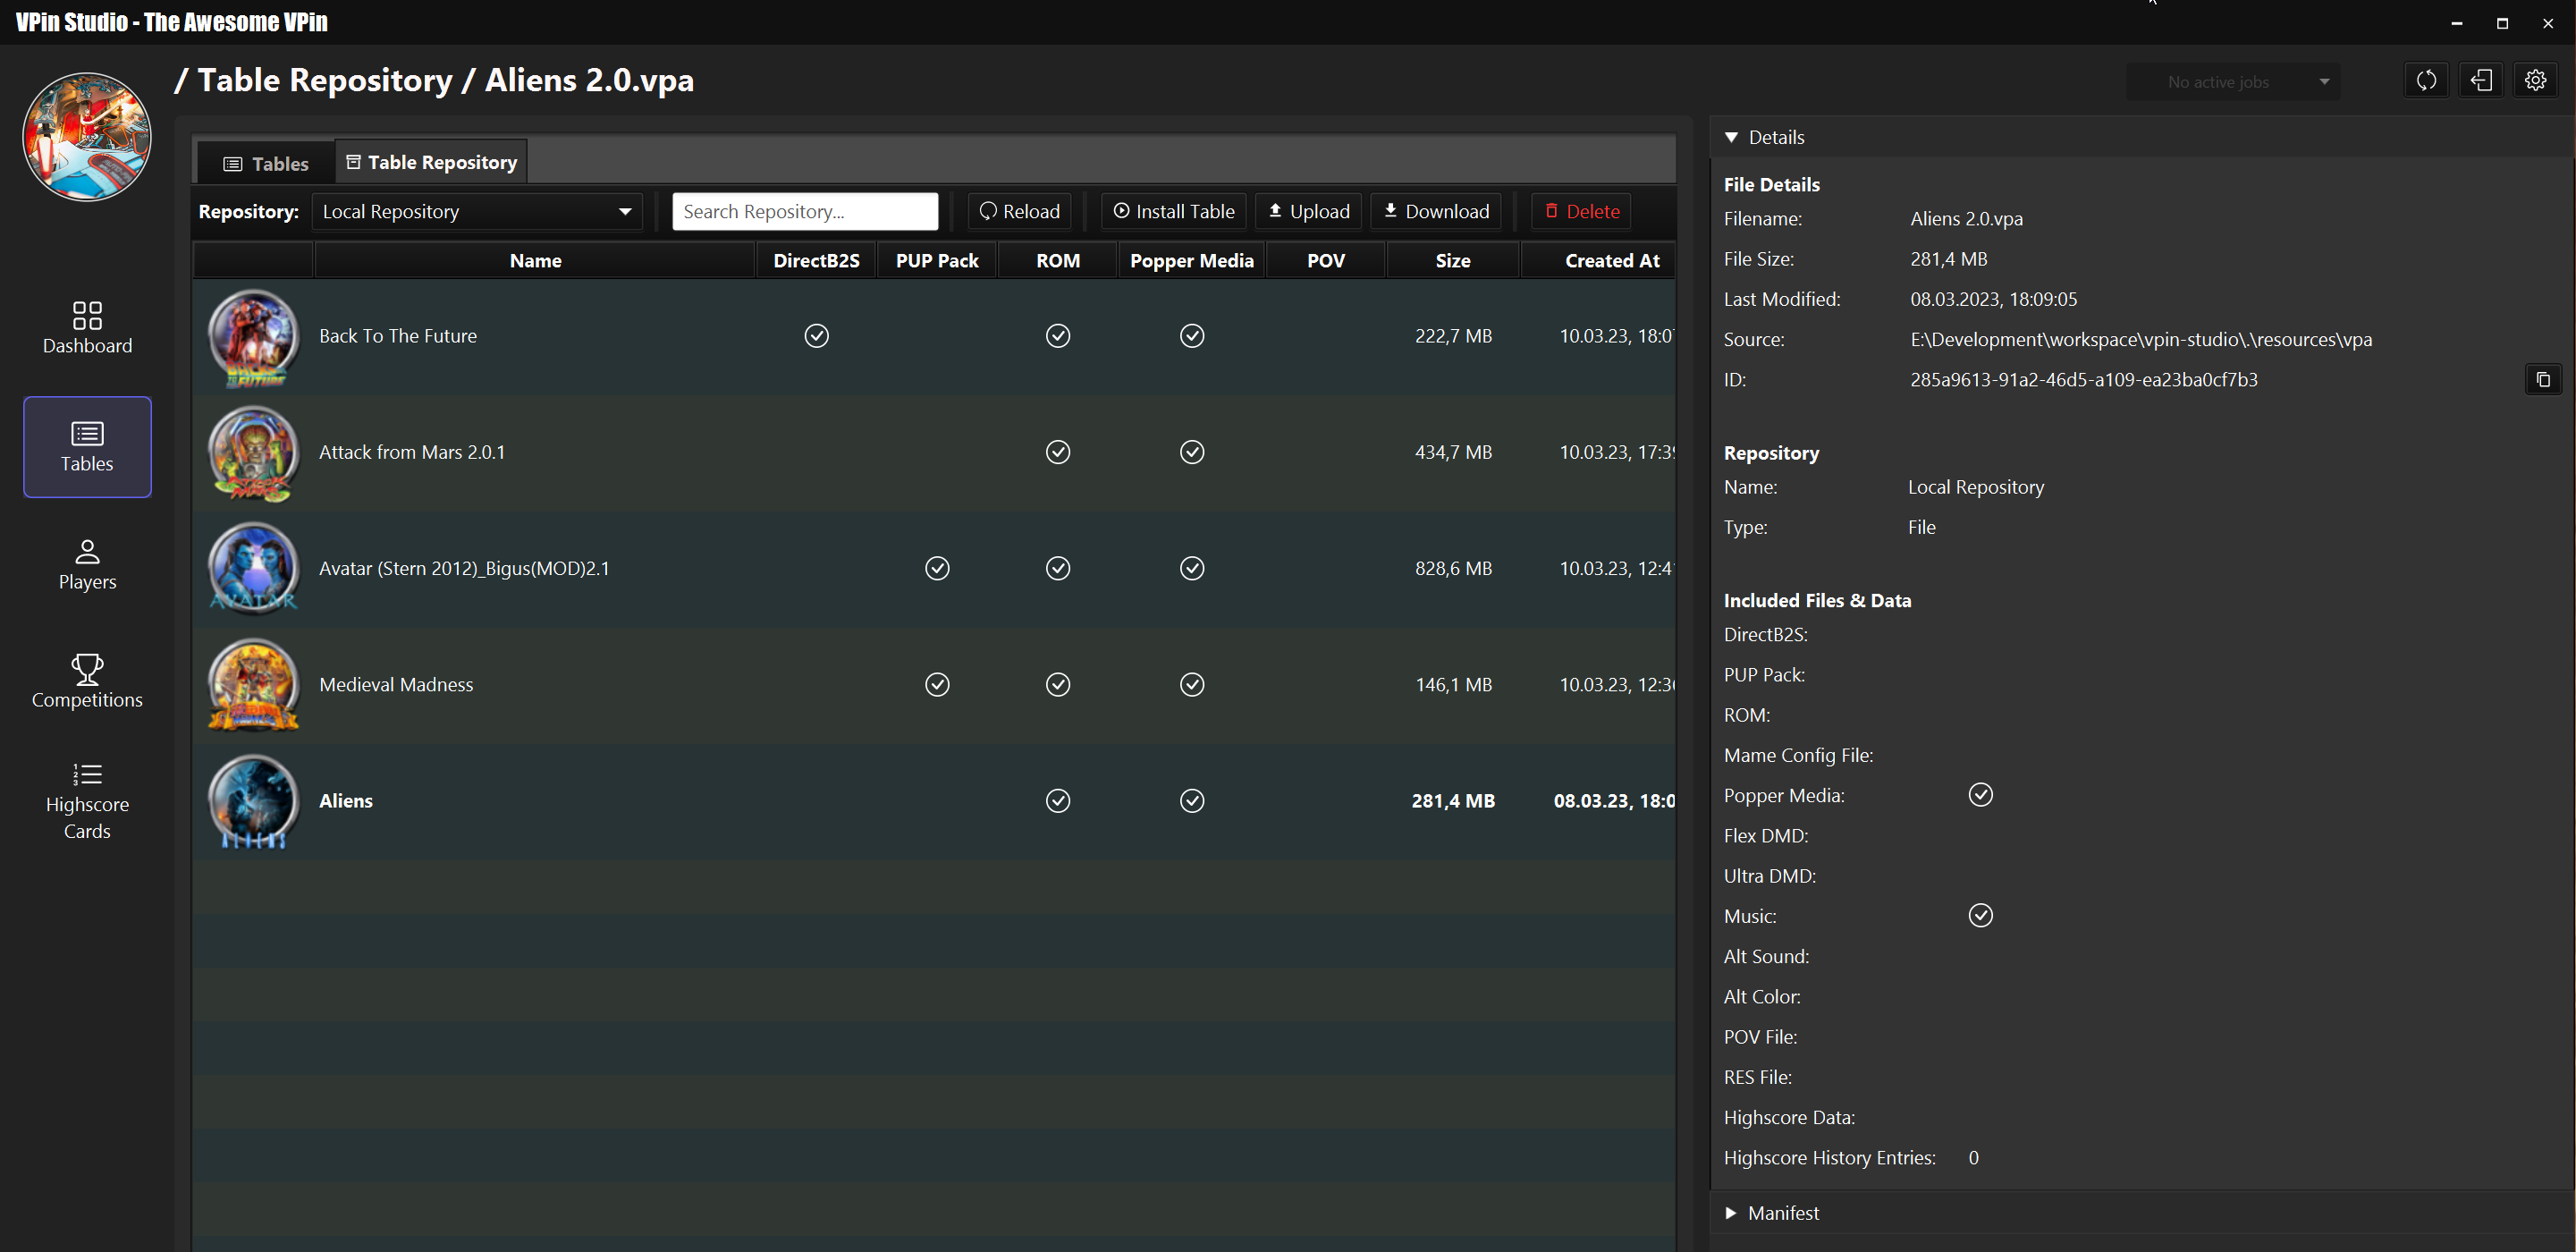 VPin Studio - The Awesome VPin
/ Table Repository / Aliens 2.0.vpa
No active jobs
Tables
Table Repository
Repository: Local Repository Search Repository... Reload Install Table Upload Download Delete
Name DirectB2S PUP Pack ROM Popper Media POV Size Created At
Back To The Future 222,7 MB 10.03.23, 18:0
Attack from Mars 2.0.1 434,7 MB 10.03.23, 17:3
AVATAR Avatar (Stern 2012)_Bigus(MOD)2.1 828,6 MB 10.03.23, 12:4
Medieval Madness 146,1 MB 10.03.23, 12:3
ALIENS Aliens 281,4 MB 08.03.23, 18:0
Dashboard
Tables
Players
Competitions
1
2
3
Highscore
Cards
Details
File Details
Filename: Aliens 2.0.vpa
File Size: 281,4 MB
Last Modified: 08.03.2023, 18:09:05
Source: E:\Development\workspace\vpin-studio\.\resources\vpa
ID: 285a9613-91a2-46d5-a109-ea23ba0cf7b3
Repository
Name: Local Repository
Type: File
Included Files & Data
DirectB2S:
PUP Pack:
ROM:
Mame Config File:
Popper Media:
Flex DMD:
Ultra DMD:
Music:
Alt Sound:
Alt Color:
POV File:
RES File:
Highscore Data:
Highscore History Entries: 0
Manifest